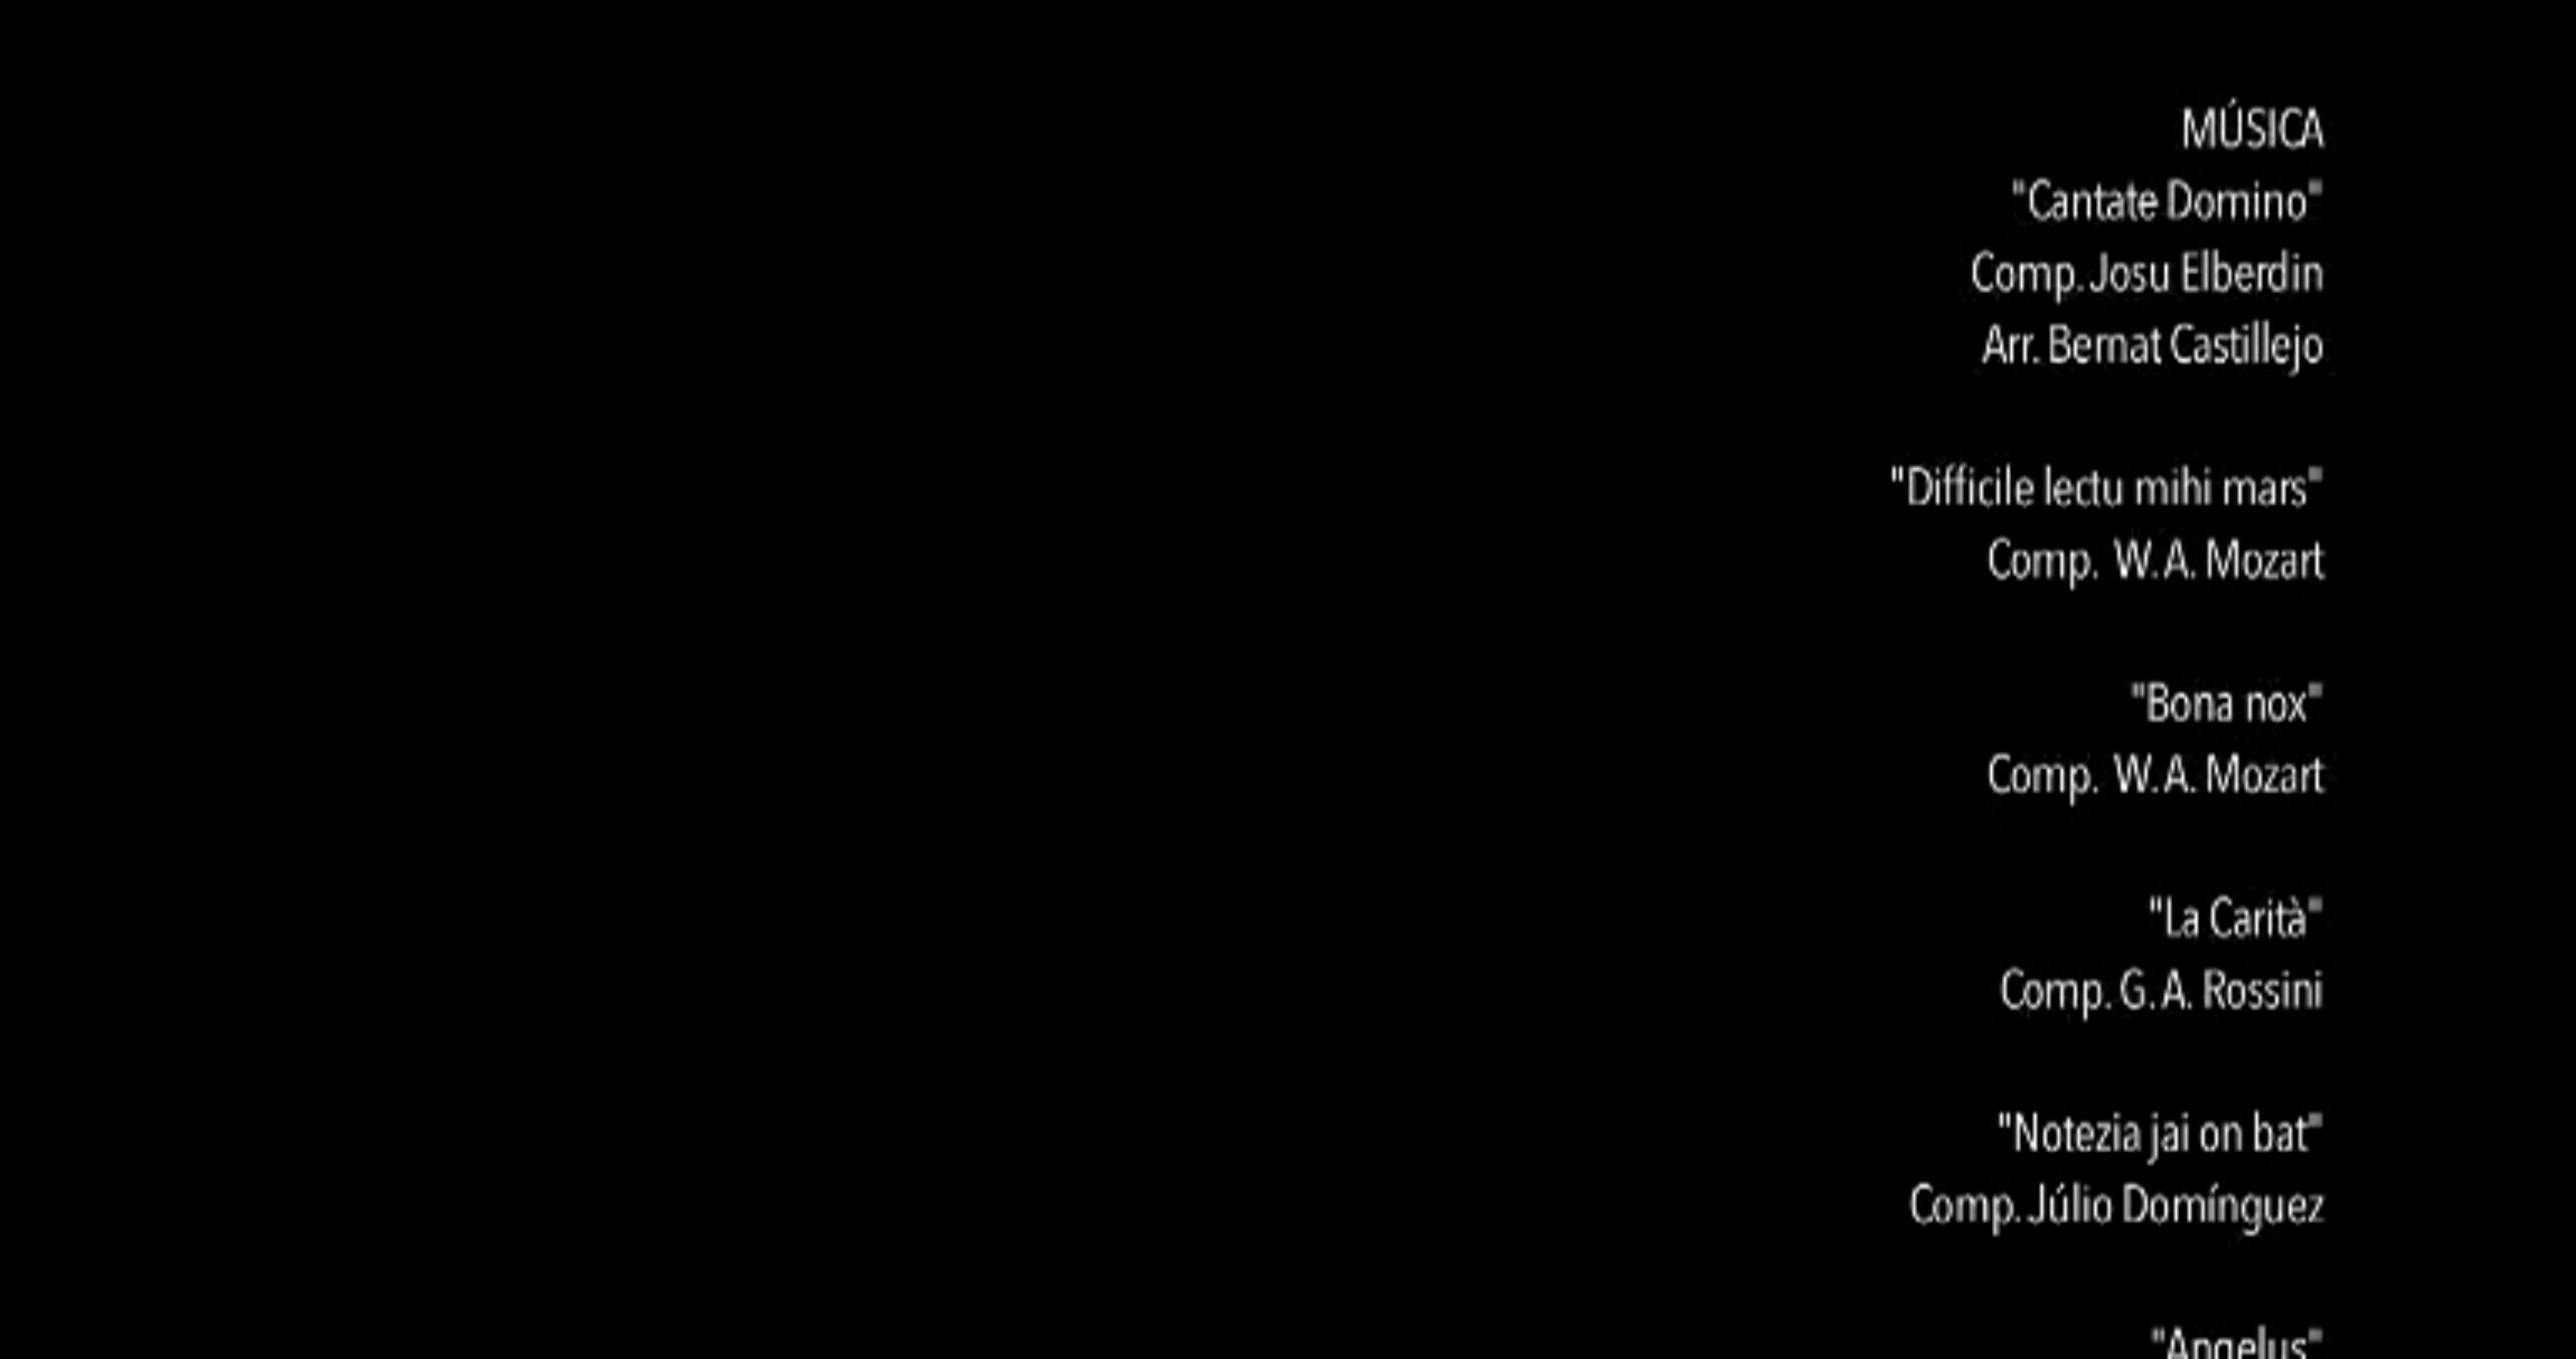 MÚSICA
"Cantate Domino"
Comp. Josu Elberdin
Arr. Bernat Castillejo
"Difficile lectu mihi mars"
Comp. W. A. Mozart
"Bona nox"
Comp. W. A. Mozart
"La Carità"
Comp. G. A. Rossini
"Notezia jai on bat"
Comp. Júlio Domínguez
"Angelus"